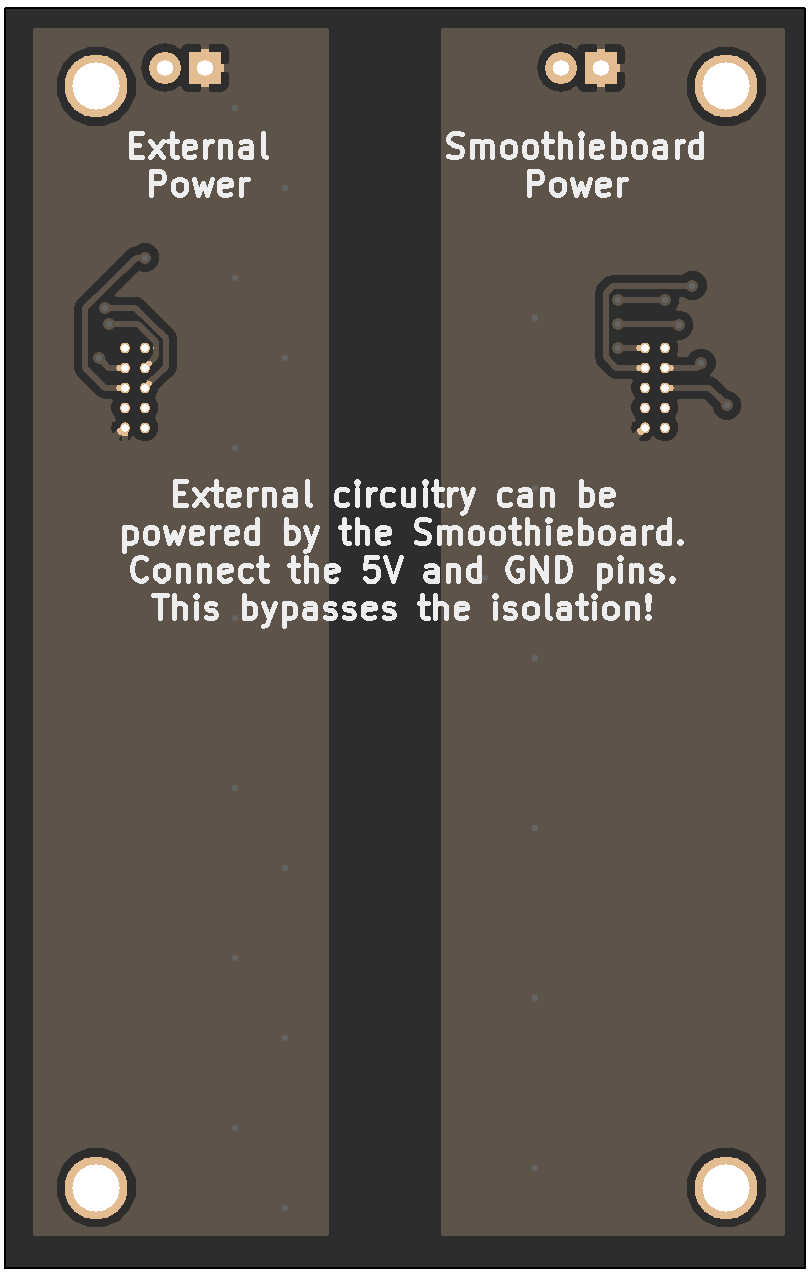 External
Power
Smoothieboard
Power
External circuitry can be
powered by the Smoothieboard.
Connect the 5V and GND pins.
This bypasses the isolation!